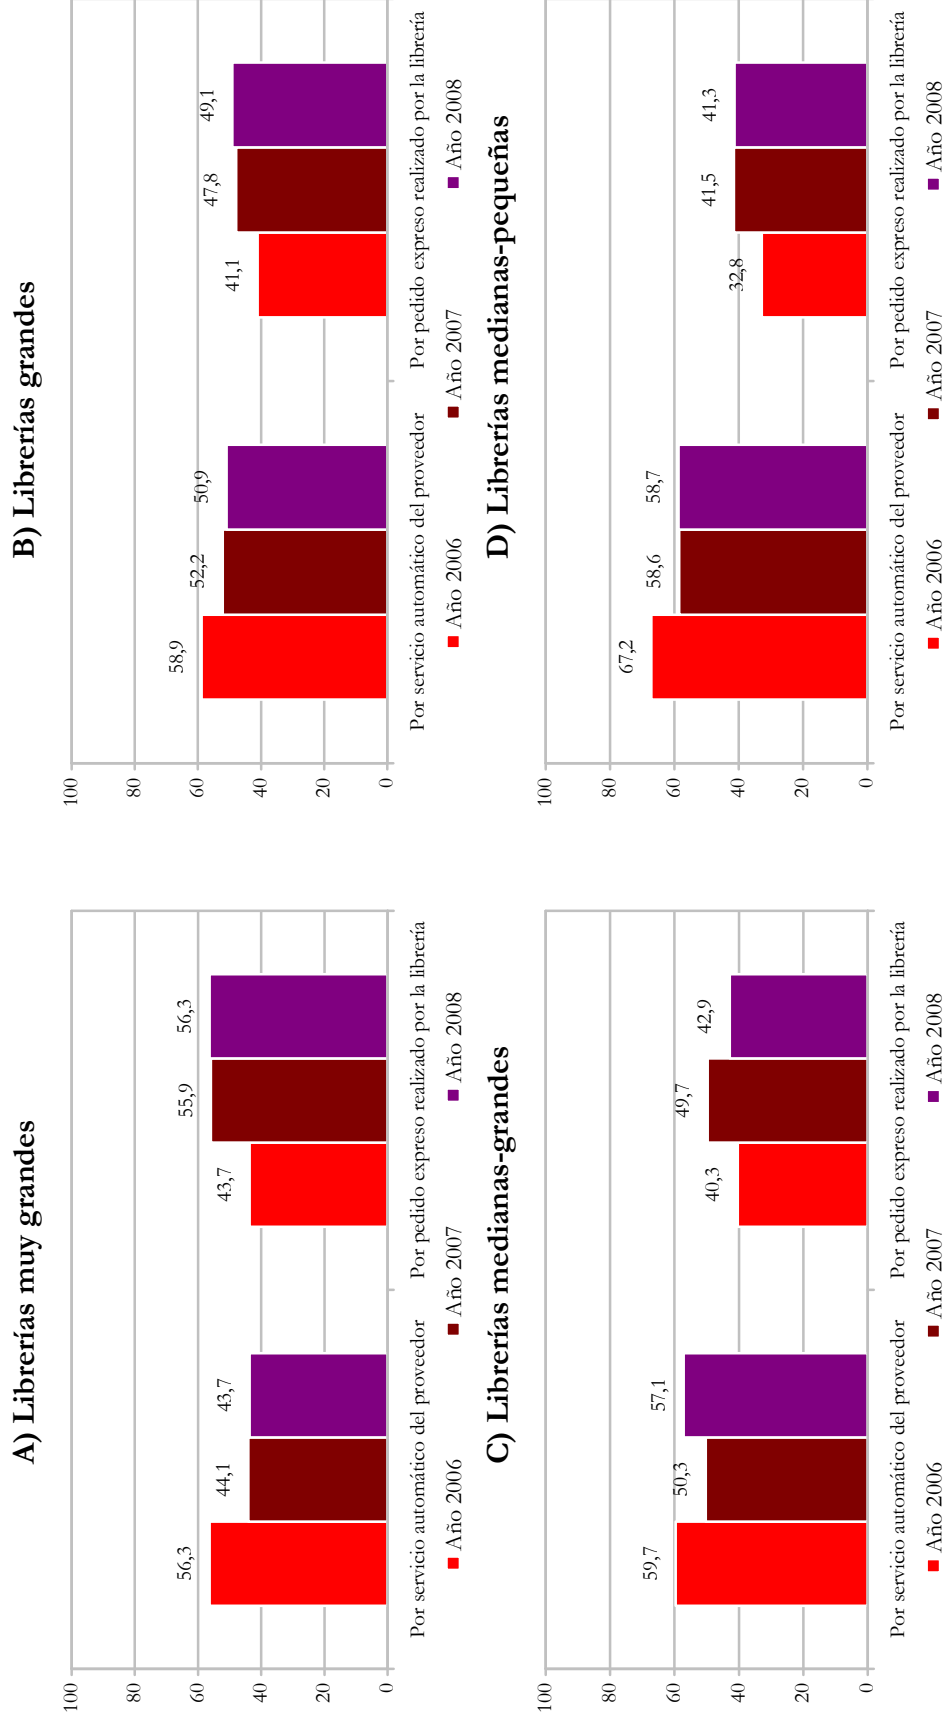 A) Librerías muy grandes
100
80
60
40
20
0
56,3
44,1
43,7
43,7
55,9
56,3
Por servicio automático del proveedor
Por pedido expreso realizado por la librería
Año 2006
Año 2007
Año 2008
B) Librerías grandes
100
80
60
40
20
0
58,9
52,2
50,9
41,1
47,8
49,1
Por servicio automático del proveedor
Por pedido expreso realizado por la librería
Año 2006
Año 2007
Año 2008
C) Librerías medianas-grandes
100
80
60
40
20
0
59,7
50,3
57,1
40,3
49,7
42,9
Por servicio automático del proveedor
Por pedido expreso realizado por la librería
Año 2006
Año 2007
Año 2008
D) Librerías medianas-pequeñas
100
80
60
40
20
0
67,2
58,6
58,7
32,8
41,5
41,3
Por servicio automático del proveedor
Por pedido expreso realizado por la librería
Año 2006
Año 2007
Año 2008